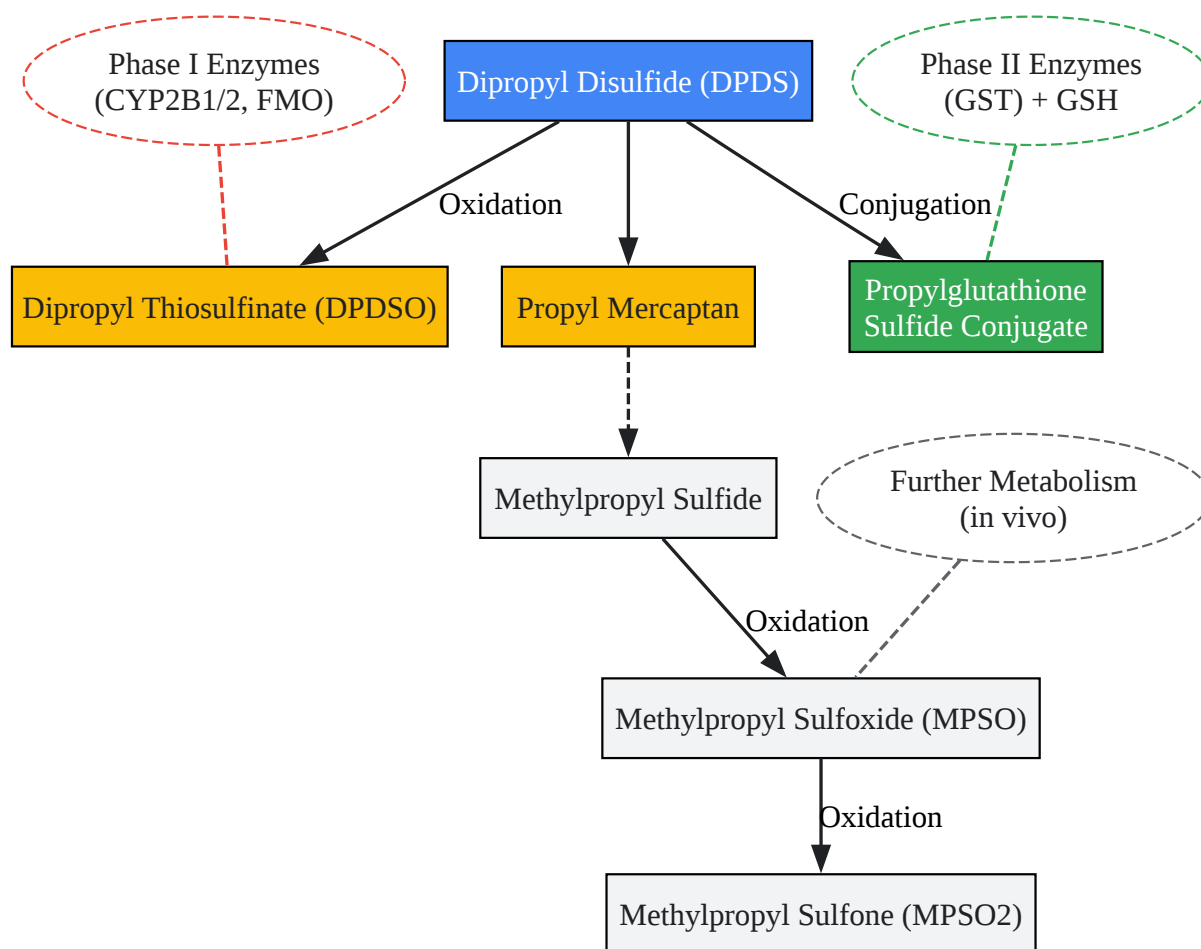 Phase I Enzymes
(CYP2B1/2, FMO)
Dipropyl Disulfide (DPDS)
Phase II Enzymes
(GST) + GSH
Oxidation
Conjugation
Dipropyl Thiosulfinate (DPDSO)
Propyl Mercaptan
Propylglutathione
Sulfide Conjugate
Methylpropyl Sulfide
Further Metabolism
(in vivo)
Oxidation
Methylpropyl Sulfoxide (MPSO)
Oxidation
Methylpropyl Sulfone (MPSO2)